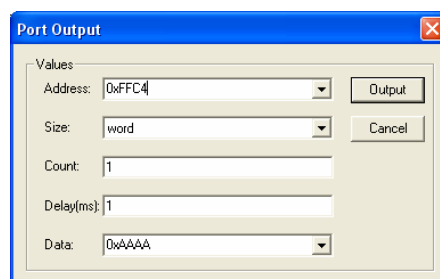 Port Output
Values
Address: 0xFFC4 Output
Size: word Cancel
Count: 1
Delay(ms): 1
Data: 0xAAAA